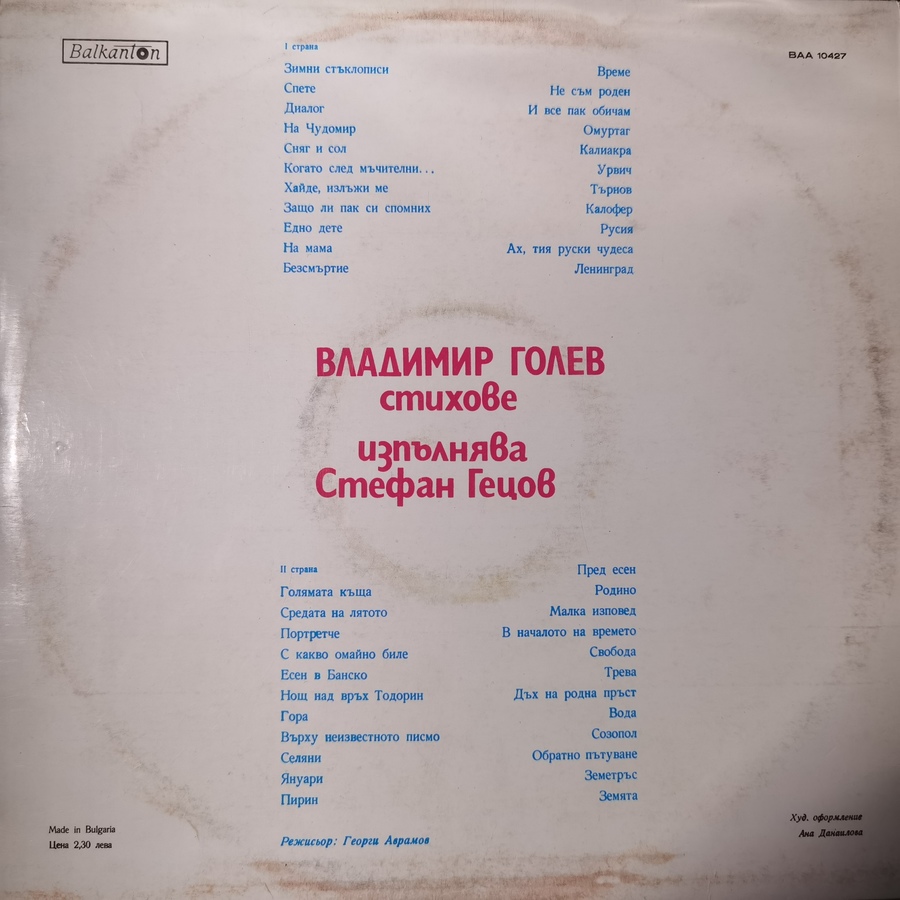 Balkanton
ВАА 10427
I страна
Зимни стъклописи
Спете
Диалог
На Чудомир
Сняг и сол
Когато след мъчителни...
Хайде, излъжи ме
Защо ли пак си спомних
Едно дете
На мама
Безсмъртие
Време
Не съм роден
И все пак обичам
Омуртаг
Калиакра
Урвич
Търнов
Калофер
Русия
Ах, тия руски чудеса
Ленинград
ВЛАДИМИР ГОЛЕВ
стихове
изпълнява
Стефан Гецов
II страна
Голямата къща
Средата на лятото
Портретче
С какво омайно биле
Есен в Банско
Нощ над връх Тодорин
Гора
Върху неизвестното писмо
Селяни
Януари
Пирин
Пред есен
Родино
Малка изповед
В началото на времето
Свобода
Трева
Дъх на родна пръст
Вода
Созопол
Обратно пътуване
Земетръс
Земята
Made in Bulgaria
Цена 2,30 лева
Режисьор: Георги Аврамов
Худ. оформление
Ана Данаилова